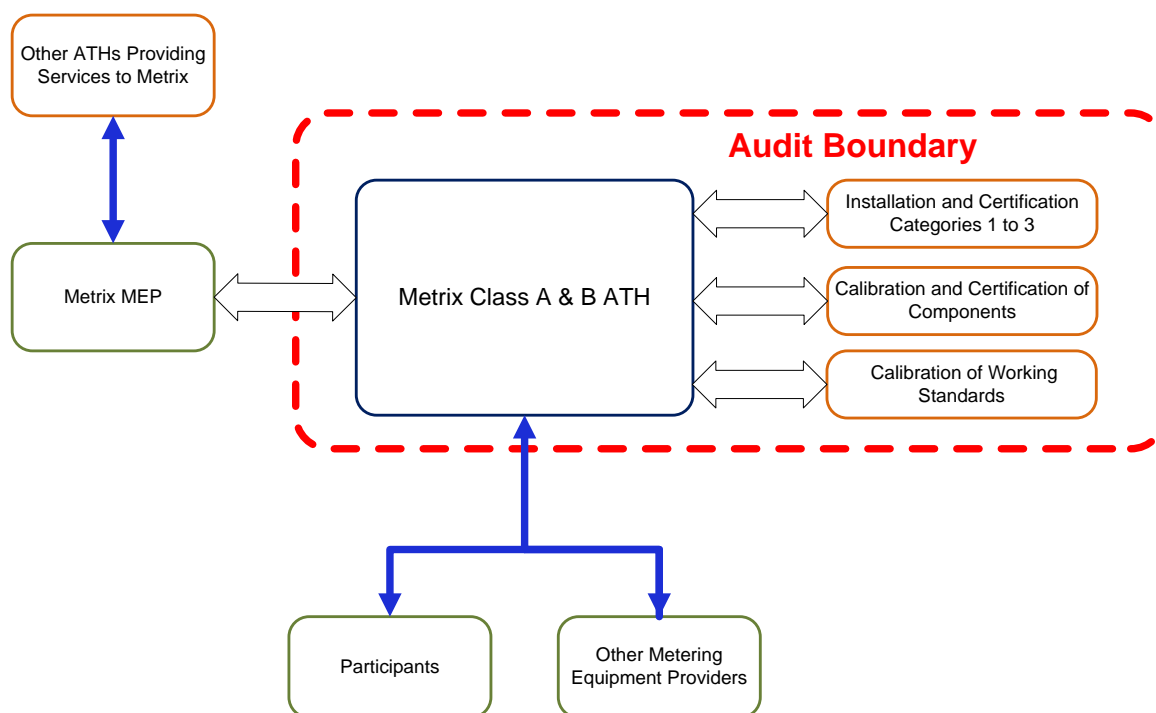 Other ATHs Providing
Services to Metrix
Audit Boundary
Installation and Certification
Categories 1 to 3
Metrix MEP
Metrix Class A & B ATH
Calibration and Certification of
Components
Calibration of Working
Standards
Participants
Other Metering
Equipment Providers